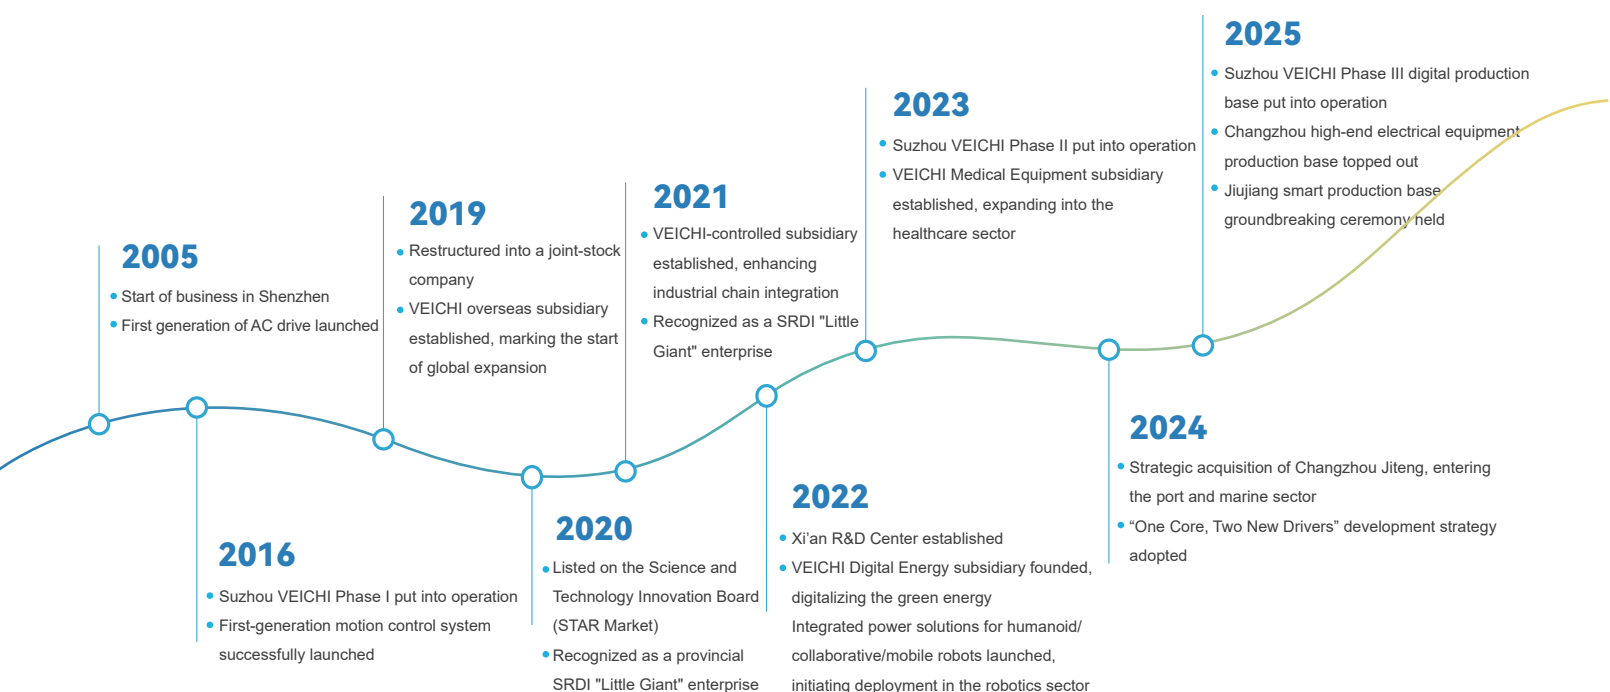 2005
Start of business in Shenzhen
First generation of AC drive launched
2016
Suzhou VEICHI Phase I put into operation
First-generation motion control system
successfully launched
2019
Restructured into a joint-stock
company
VEICHI overseas subsidiary
established, marking the start
of global expansion
2020
Listed on the Science and
Technology Innovation Board
(STAR Market)
Recognized as a provincial
SRDI "Little Giant" enterprise
2021
VEICHI-controlled subsidiary
established, enhancing
industrial chain integration
Recognized as a SRDI "Little
Giant" enterprise
2022
Xi’an R&D Center established
VEICHI Digital Energy subsidiary founded,
digitalizing the green energy
Integrated power solutions for humanoid/
collaborative/mobile robots launched,
initiating deployment in the robotics sector
2023
Suzhou VEICHI Phase II put into operation
VEICHI Medical Equipment subsidiary
established, expanding into the
healthcare sector
2024
Strategic acquisition of Changzhou Jiteng, entering
the port and marine sector
“One Core, Two New Drivers” development strategy
adopted
2025
Suzhou VEICHI Phase III digital production
base put into operation
Changzhou high-end electrical equipment
production base topped out
Jiujiang smart production base
groundbreaking ceremony held